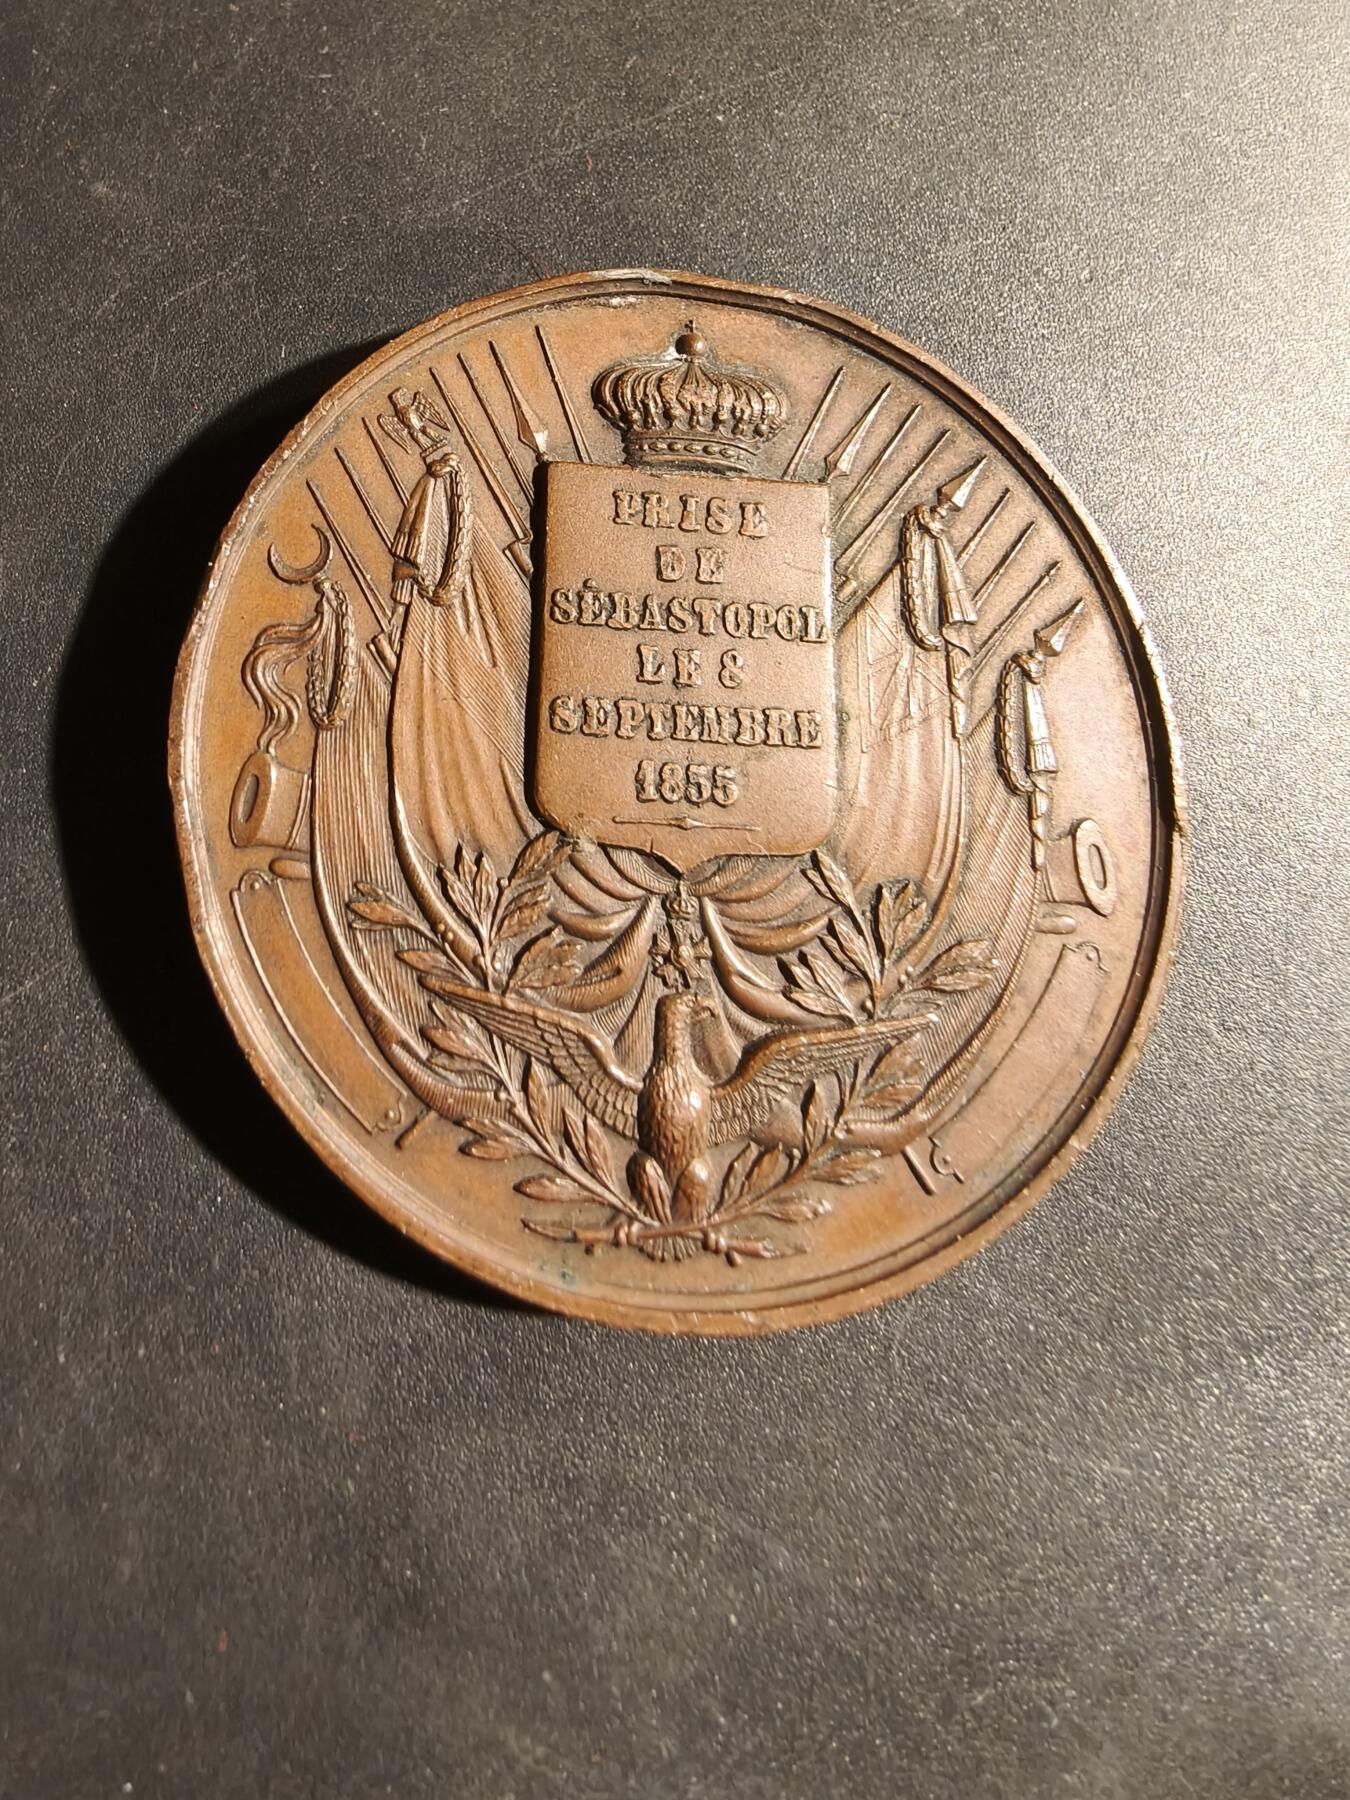 PRISE
DE
SÉBASTOPOL
LE 8
SEPTEMBRE
1855